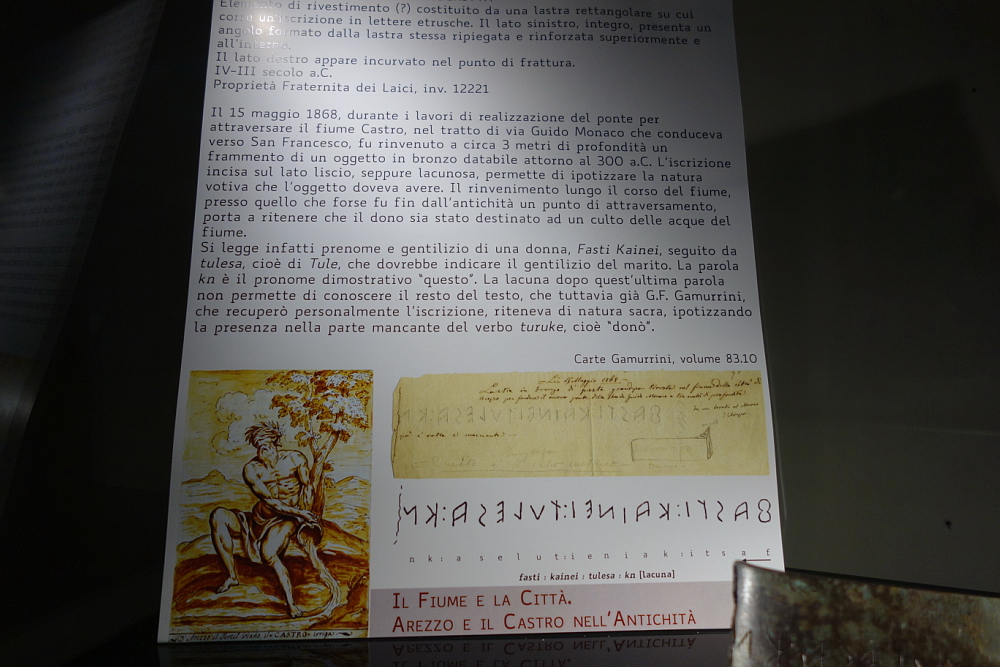 Elemento di rivestimento (?) costituito da una lastra rettangolare su cui
corre un'iscrizione in lettere etrusche. Il lato sinistro, integro, presenta un
angolo formato dalla lastra stessa ripiegata e rinforzata superiormente e
all'interno.
Il lato destro appare incurvato nel punto di frattura.
IV-III secolo a.C.
Proprietà Fraternita dei Laici, inv. 12221
Il 15 maggio 1868, durante i lavori di realizzazione del ponte per
attraversare il fiume Castro, nel tratto di via Guido Monaco che conduceva
verso San Francesco, fu rinvenuto a circa 3 metri di profondità un
frammento di un oggetto in bronzo databile attorno al 300 a.C. L'iscrizione
incisa sul lato liscio, seppure lacunosa, permette di ipotizzare la natura
votiva che l'oggetto doveva avere. Il rinvenimento lungo il corso del fiume,
presso quello che forse fu fin dall'antichità un punto di attraversamento,
porta a ritenere che il dono sia stato destinato ad un culto delle acque del
fiume.
Si legge infatti prenome e gentilizio di una donna, Fasti Kainei, seguito da
tulesa, cioè di Tule, che dovrebbe indicare il gentilizio del marito. La parola
kn è il pronome dimostrativo "questo". La lacuna dopo quest'ultima parola
non permette di conoscere il resto del testo, che tuttavia già G.F. Gamurrini,
che recuperò personalmente l'iscrizione, riteneva di natura sacra, ipotizzando
la presenza nella parte mancante del verbo turuke, cioè "donò".
Carte Gamurrini, volume 83.10
n k : a s e l u t : i e n i a k : i t s a f
fasti : kainei : tulesa : kn [lacuna]
Il Fiume e la Città.
Arezzo e il Castro nell'Antichità